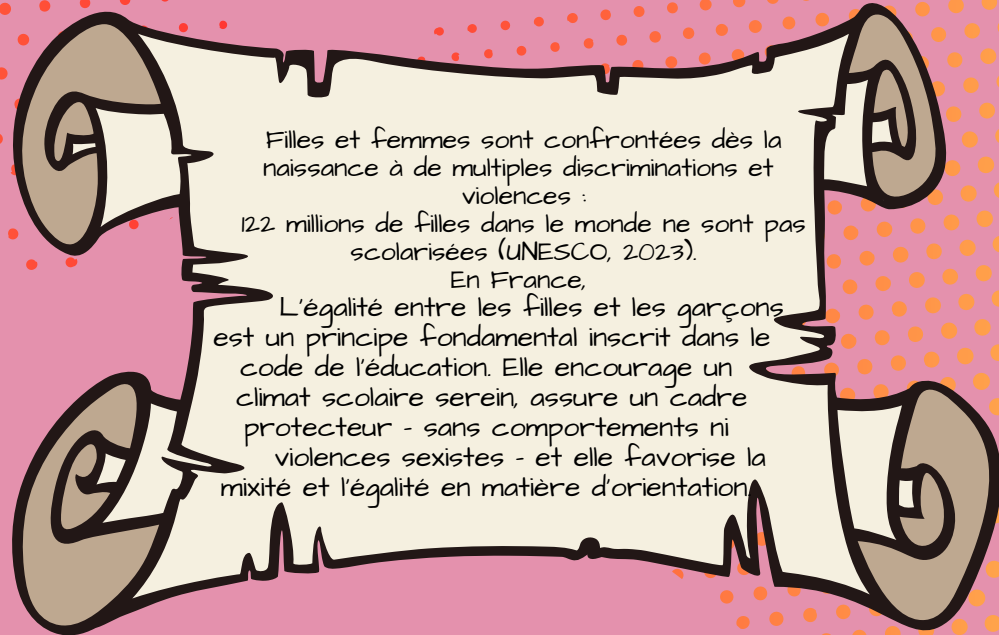 Filles et femmes sont confrontées dès la
naissance à de multiples discriminations et
violences :
122 millions de filles dans le monde ne sont pas
scolarisées (UNESCO, 2023).
En France,
L'égalité entre les filles et les garçons
est un principe fondamental inscrit dans le
code de l'éducation. Elle encourage un
climat scolaire serein, assure un cadre
protecteur - sans comportements ni
violences sexistes - et elle favorise la
mixité et l'égalité en matière d'orientation.